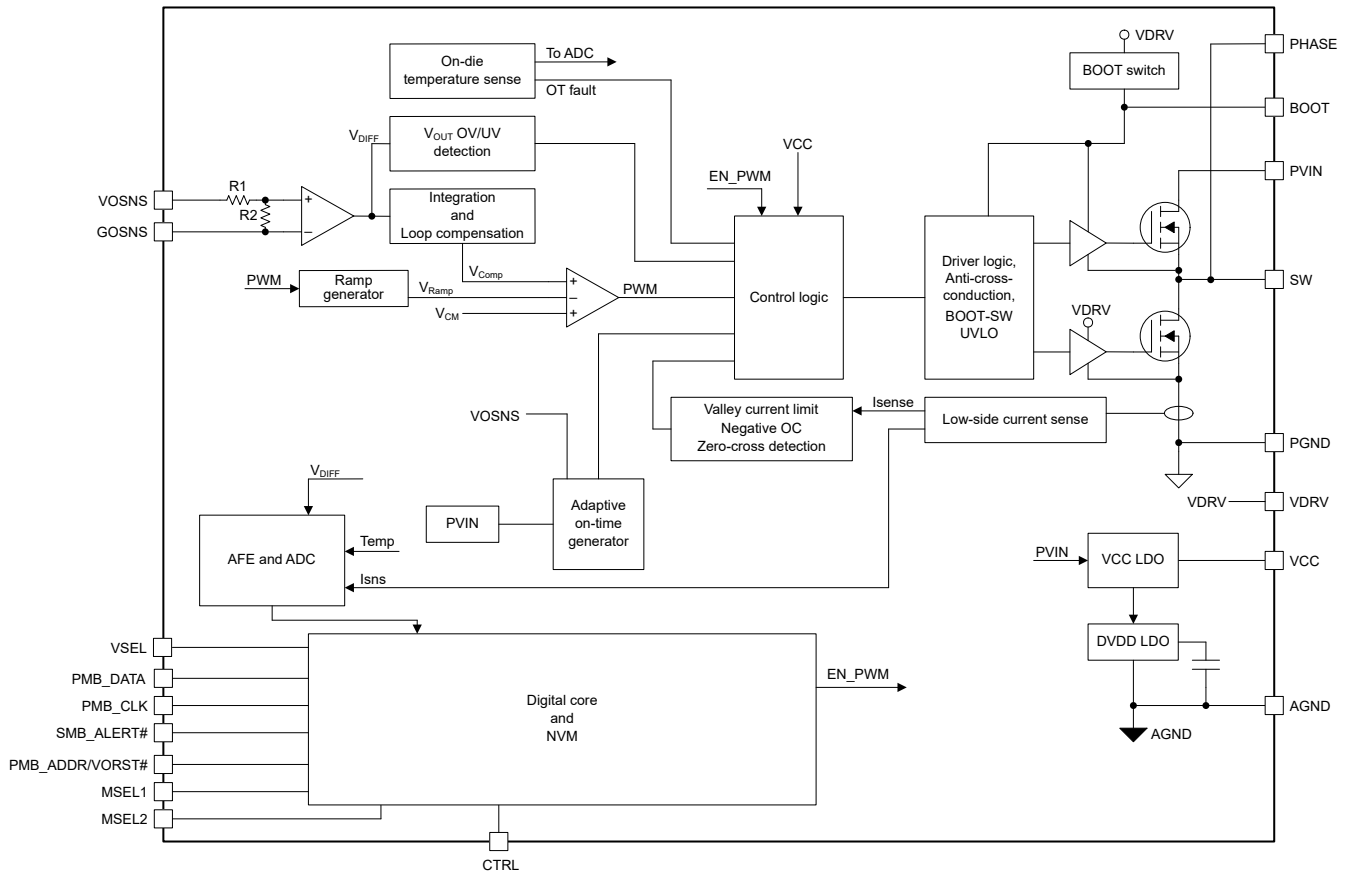 VDRV
PHASE
On-die
temperature sense
To ADC
OT fault
BOOT switch
BOOT
VDIFF
VOUT OV/UV
detection
VCC
EN_PWM
PVIN
VOSNS
R1
R2
GOSNS
+
−
Integration
and
Loop compensation
VComp
PWM
Ramp
generator
VRamp
VCM
+
−
+
PWM
Control logic
Driver logic,
Anti-cross-
conduction,
BOOT-SW
UVLO
VDRV
SW
VOSNS
Valley current limit
Negative OC
Zero-cross detection
Isense
Low-side current sense
PGND
VDIFF
PVIN
Adaptive
on-time
generator
VDRV
VDRV
AFE and ADC
Temp
Isns
PVIN
VCC LDO
VCC
DVDD LDO
VSEL
PMB_DATA
PMB_CLK
SMB_ALERT#
PMB_ADDR/VORST#
MSEL1
MSEL2
Digital core
and
NVM
EN_PWM
AGND
AGND
CTRL